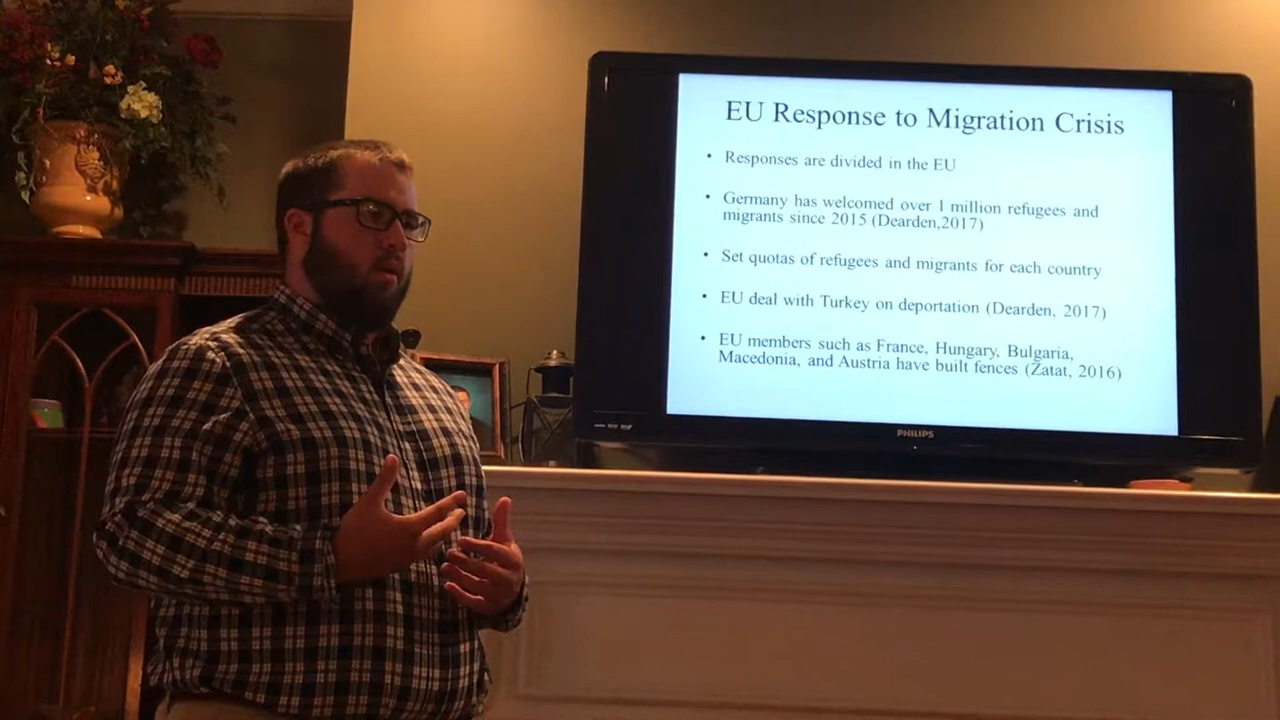 EU Response to Migration Crisis
• Responses are divided in the EU
• Germany has welcomed over 1 million refugees and
migrants since 2015 (Dearden,2017)
• Set quotas of refugees and migrants for each country
• EU deal with Turkey on deportation (Dearden, 2017)
• EU members such as France, Hungary, Bulgaria,
Macedonia, and Austria have built fences (Zatat, 2016)
PHILIPS